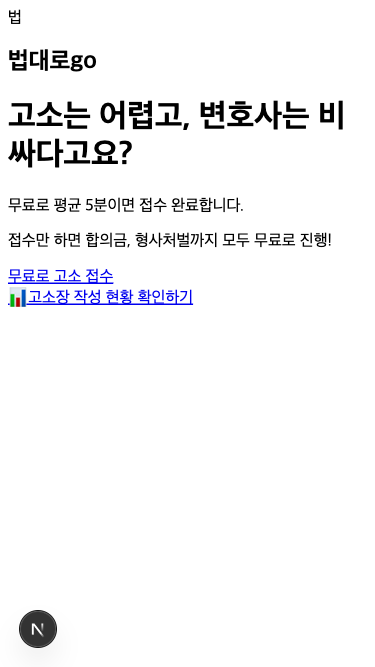 법
법대로go
고소는 어렵고, 변호사는 비
싸다고요?
무료로 평균 5분이면 접수 완료합니다.
접수만 하면 합의금, 형사처벌까지 모두 무료로 진행!
무료로 고소 접수
고소장 작성 현황 확인하기
N